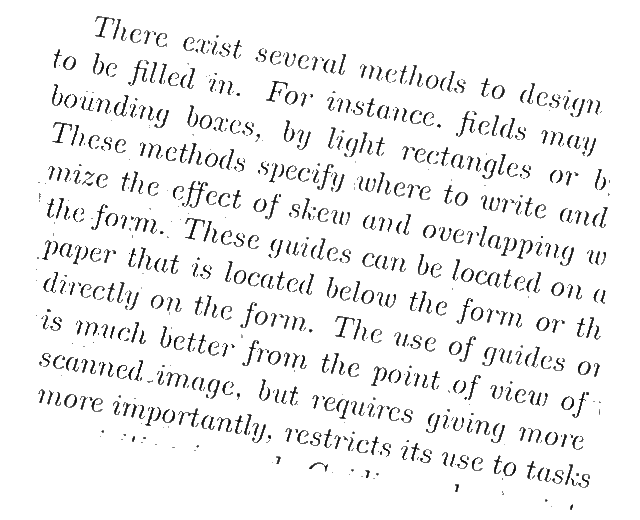 There exist several methods to design
to be filled in. For instance. fields may
bounding boxes, by light rectangles or
These methods specify where to write and
mize the effect of skew and overlapping
the form. These guides can be located on a
paper that is located below the form or
directly on the form. The use of guides
is much better from the point of view of
scanned image, but requires giving more
more importantly, restricts its use to tasks